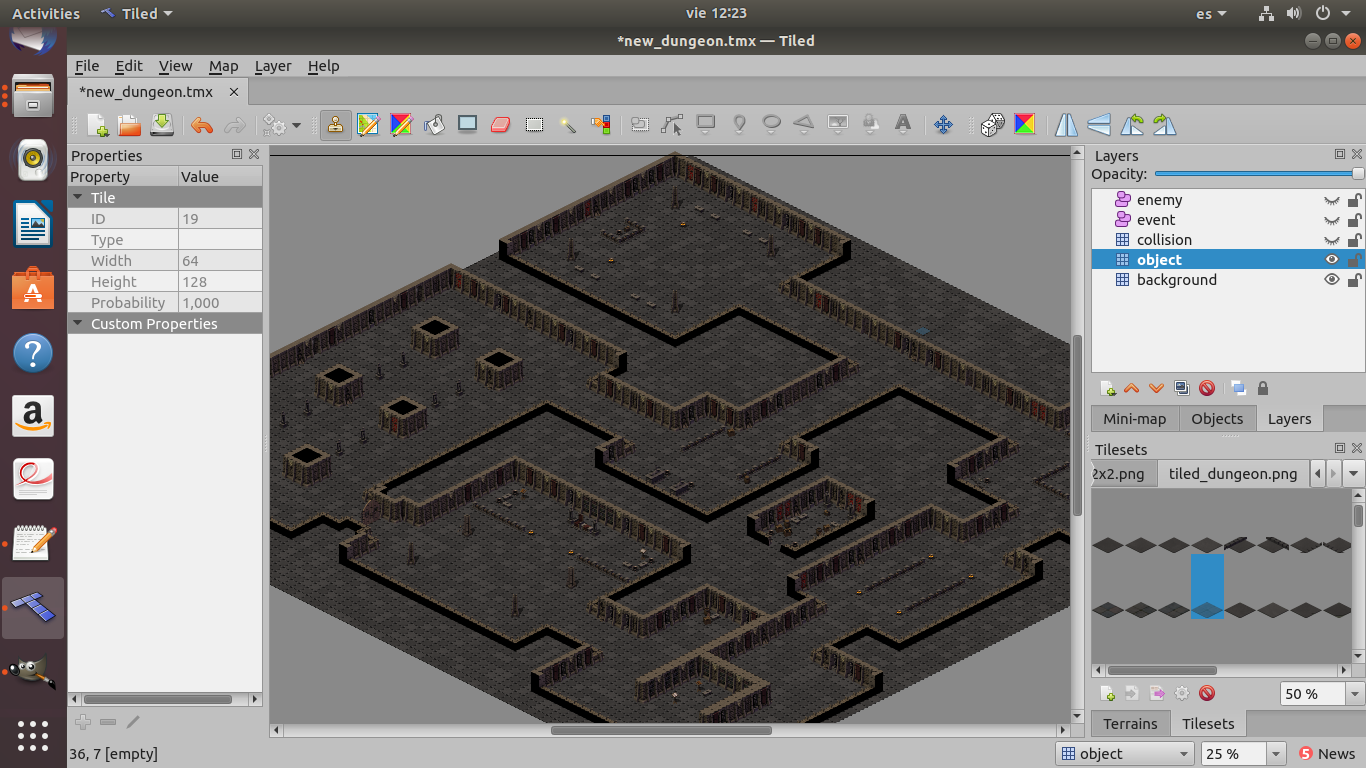 Activities Tiled vie 12:23 es
*new_dungeon.tmx — Tiled
File Edit View Map Layer Help
*new_dungeon.tmx
Properties
Property Value
Tile
ID 19
Type
Width 64
Height 128
Probability 1,000
Custom Properties
Layers
Opacity:
enemy
event
collision
object
background
Mini-map Objects Layers
Tilesets
2x2.png tiled_dungeon.png
50 %
Terrains Tilesets
36, 7 [empty]
object 25 % 5 News